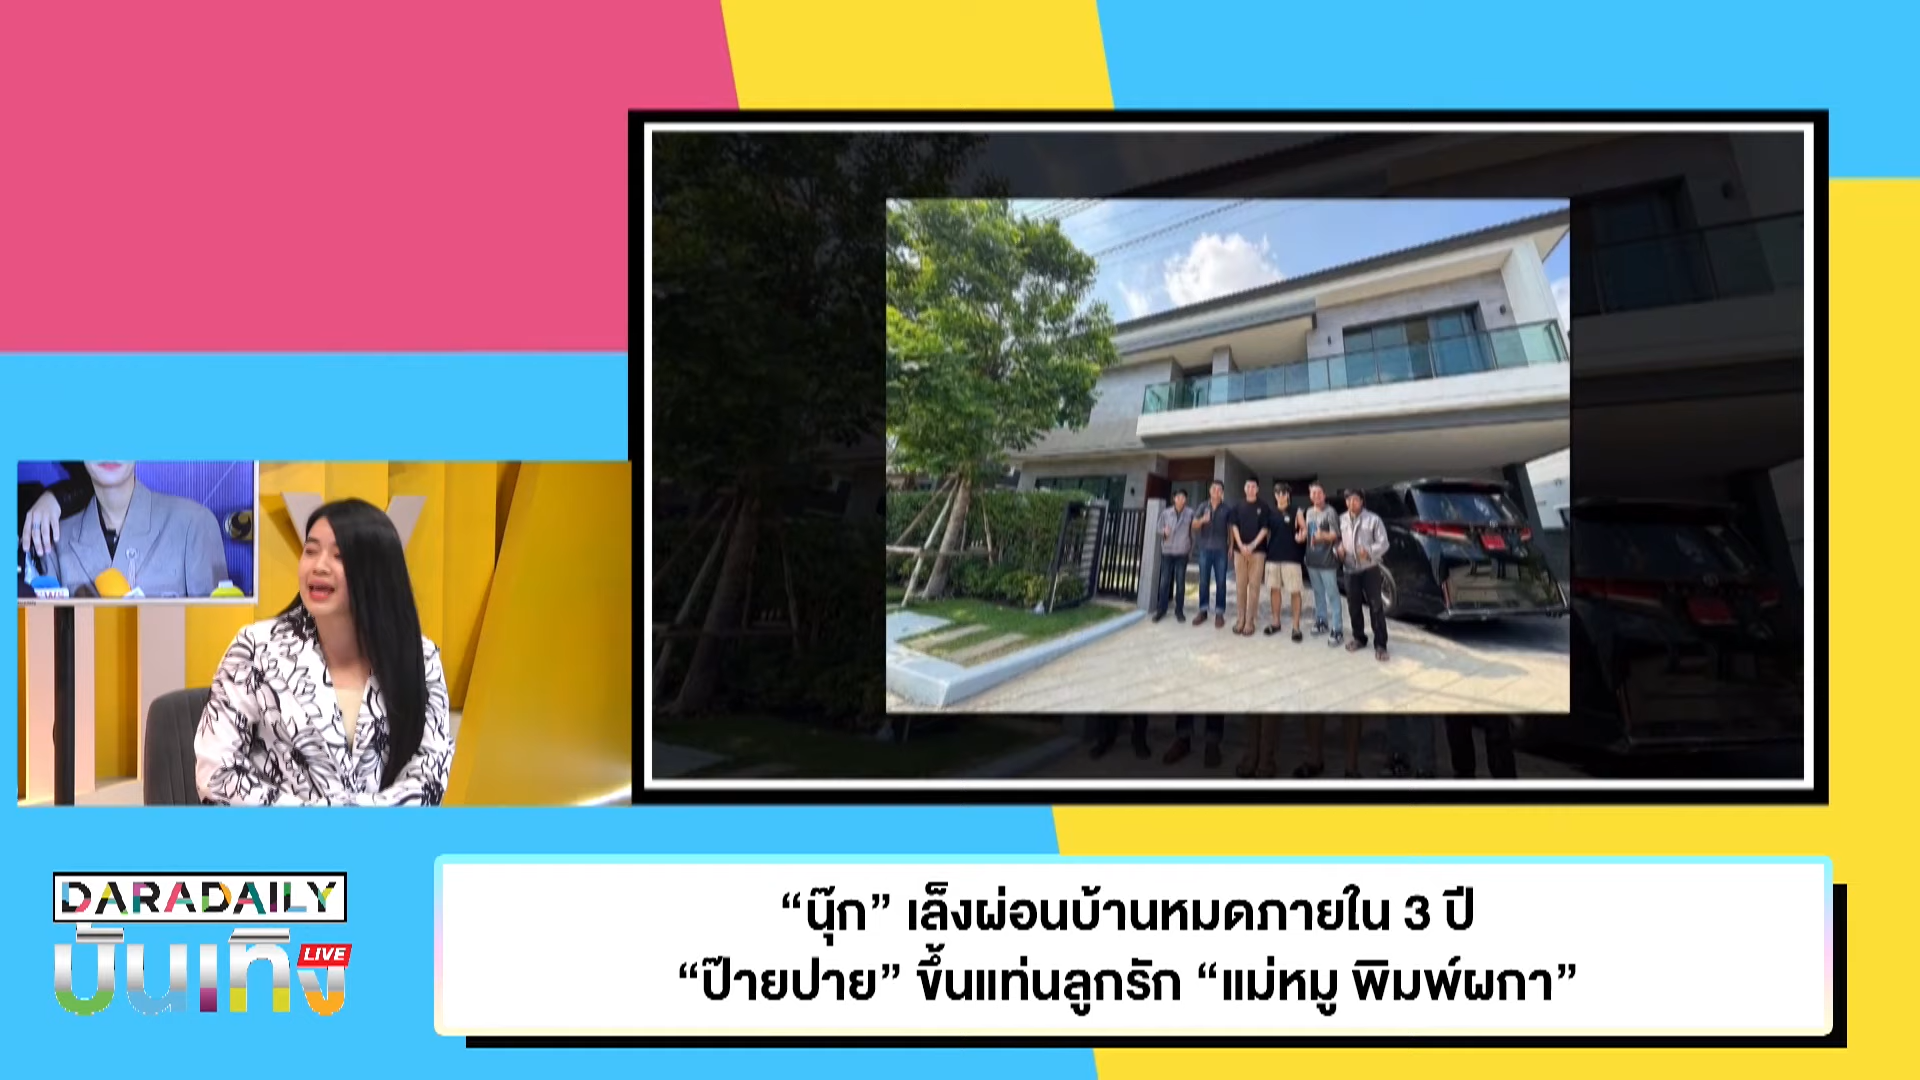 DARADAILY
บันเทิง
LIVE
“นุ๊ก” เล็งผ่อนบ้านหมดภายใน 3 ปี
“ป๊ายปาย” ขึ้นแท่นลูกรัก “แม่หมู พิมพ์ผกา”